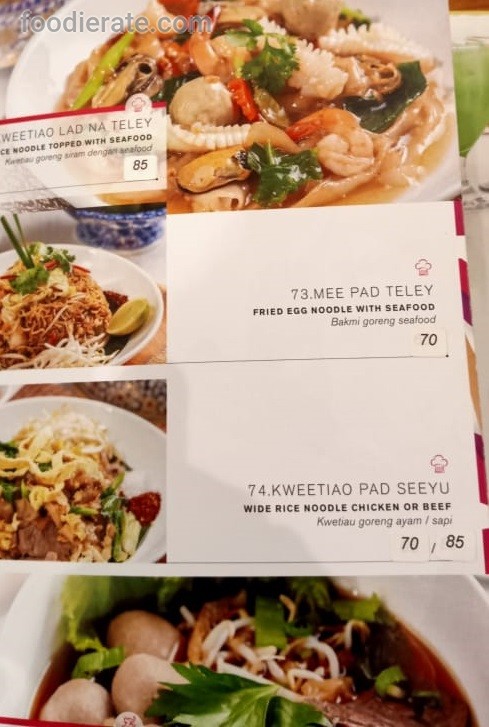 foodierate.com
KWEETIAO LAD NA TELEY
RICE NOODLE TOPPED WITH SEAFOOD
Kwetiau goreng siram dengan seafood
85
73.MEE PAD TELEY
FRIED EGG NOODLE WITH SEAFOOD
Bakmi goreng seafood
70
74.KWEETIAO PAD SEEYU
WIDE RICE NOODLE CHICKEN OR BEEF
Kwetiau goreng ayam / sapi
70 / 85